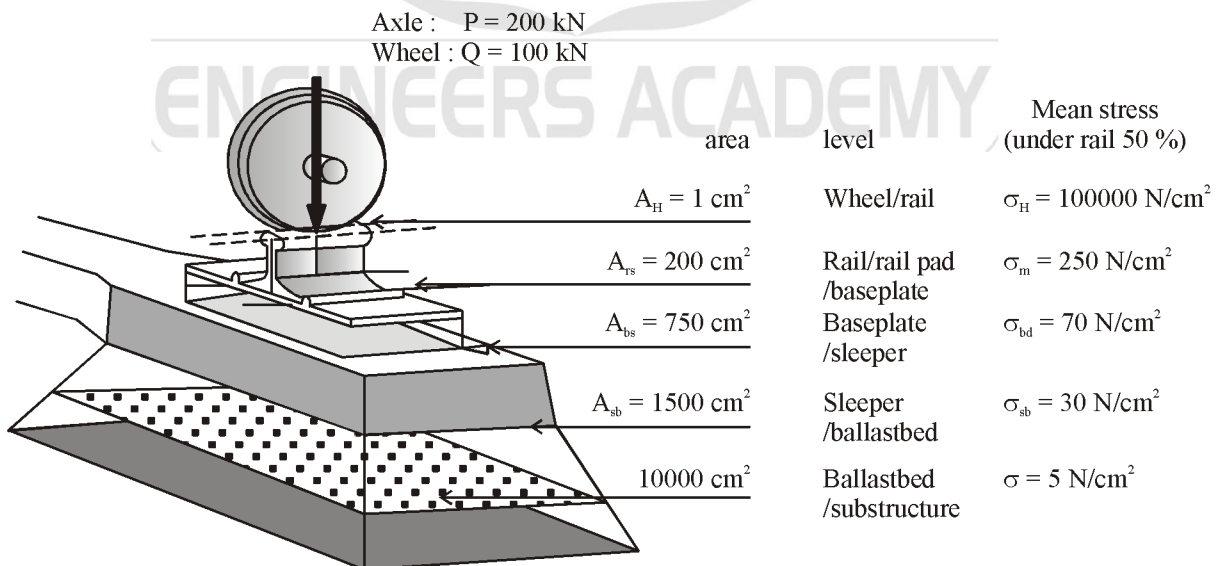 Axle : P = 200 kN
Wheel : Q = 100 kN
ENGINEERS ACADEMY
Mean stress
area level (under rail 50 %)
A_H = 1 cm² Wheel/rail σ_H = 100000 N/cm²
A_rs = 200 cm² Rail/rail pad σ_m = 250 N/cm²
/baseplate
A_bs = 750 cm² Baseplate σ_bd = 70 N/cm²
/sleeper
A_sb = 1500 cm² Sleeper σ_sb = 30 N/cm²
/ballastbed
10000 cm² Ballastbed σ = 5 N/cm²
/substructure